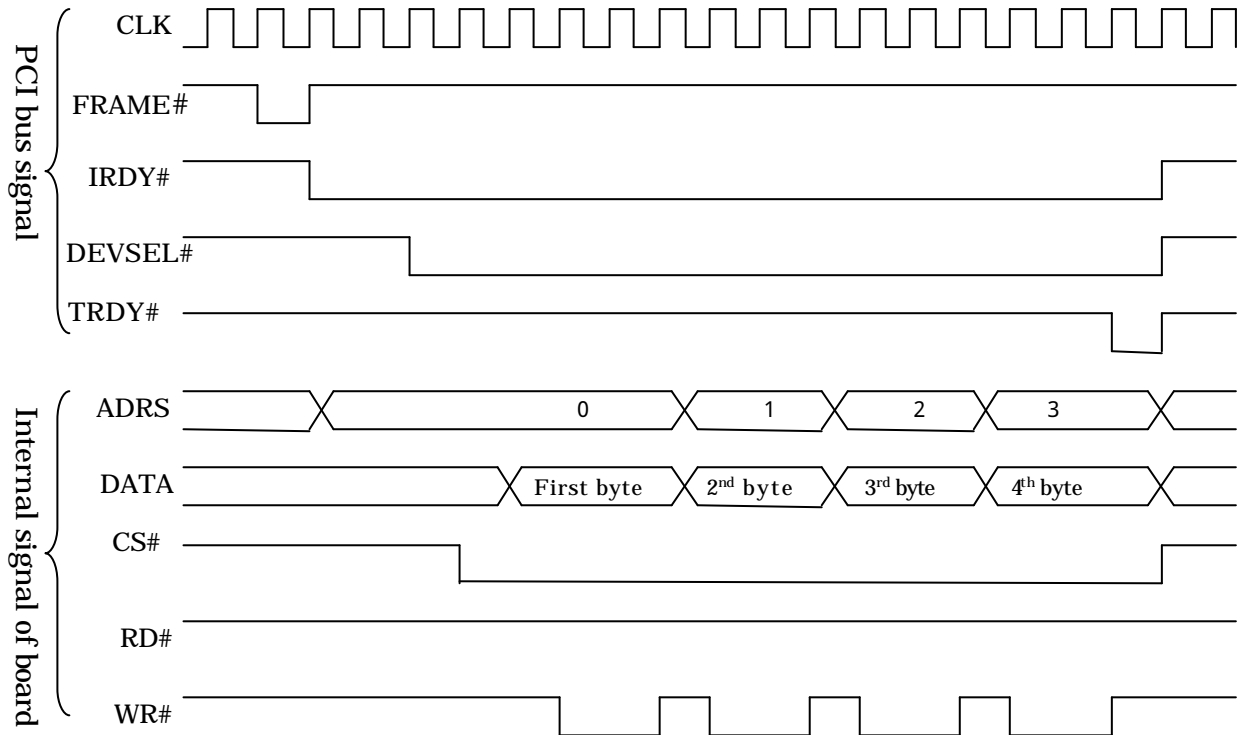 PCI bus signal
CLK
FRAME#
IRDY#
DEVSEL#
TRDY#
Internal signal of board
ADRS
0 1 2 3
DATA
First byte 2nd byte 3rd byte 4th byte
CS#
RD#
WR#